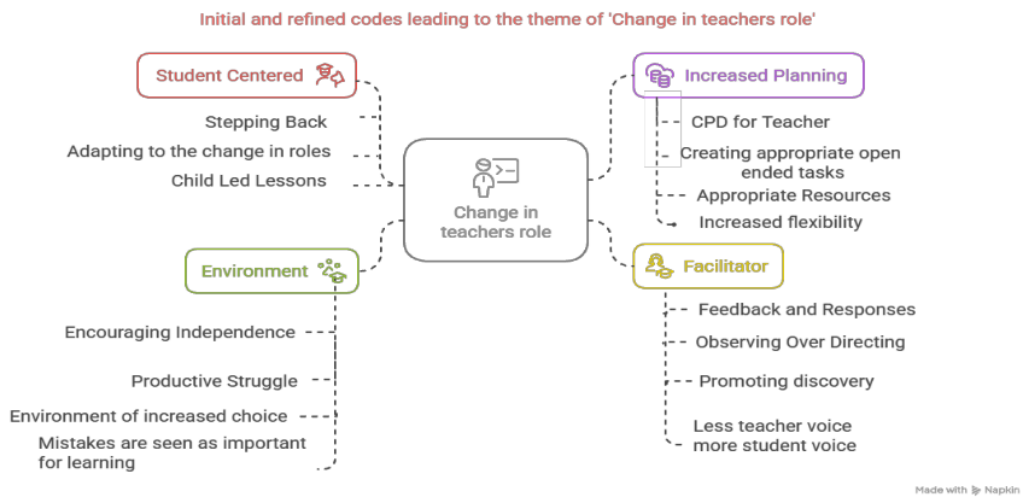 Initial and refined codes leading to the theme of 'Change in teachers role'
Student Centered
Stepping Back
Adapting to the change in roles
Child Led Lessons
Environment
Encouraging Independence
Productive Struggle
Environment of increased choice
Mistakes are seen as important
for learning
Change in
teachers role
Increased Planning
CPD for Teacher
Creating appropriate open
ended tasks
Appropriate Resources
Increased flexibility
Facilitator
Feedback and Responses
Observing Over Directing
Promoting discovery
Less teacher voice
more student voice
Made with Napkin